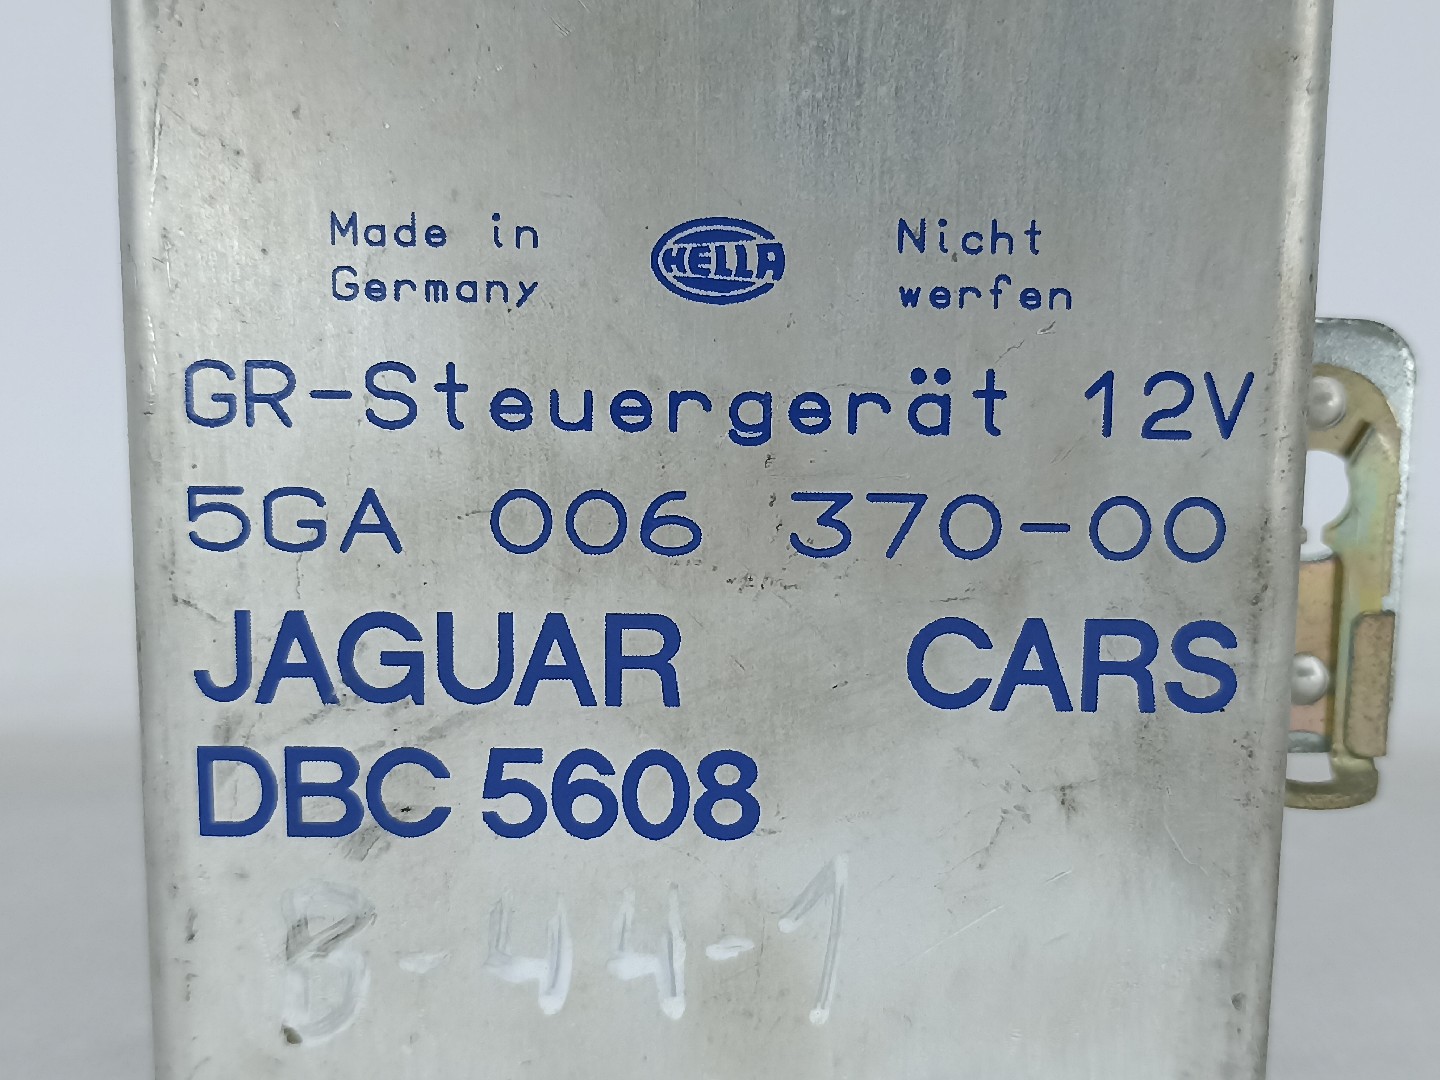 Made in
Germany
HELLA
Nicht
werfen
GR-Steuergerät 12V
5GA 006 370-00
JAGUAR CARS
DBC 5608
8-44-1